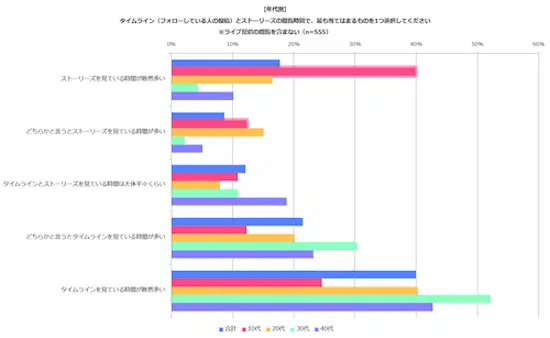 【年代別】
タイムライン（フォローしている人の投稿）とストーリーズの閲覧時間で、最も当てはまるものを1つ選択してください
※ライブ配信の閲覧を含まない（n=555）
0% 10% 20% 30% 40% 50% 60%
ストーリーズを見ている時間が断然多い
どちらかと言うとストーリーズを見ている時間が多い
タイムラインとストーリーズを見ている時間は大体半々くらい
どちらかと言うとタイムラインを見ている時間が多い
タイムラインを見ている時間が断然多い
合計 10代 20代 30代 40代